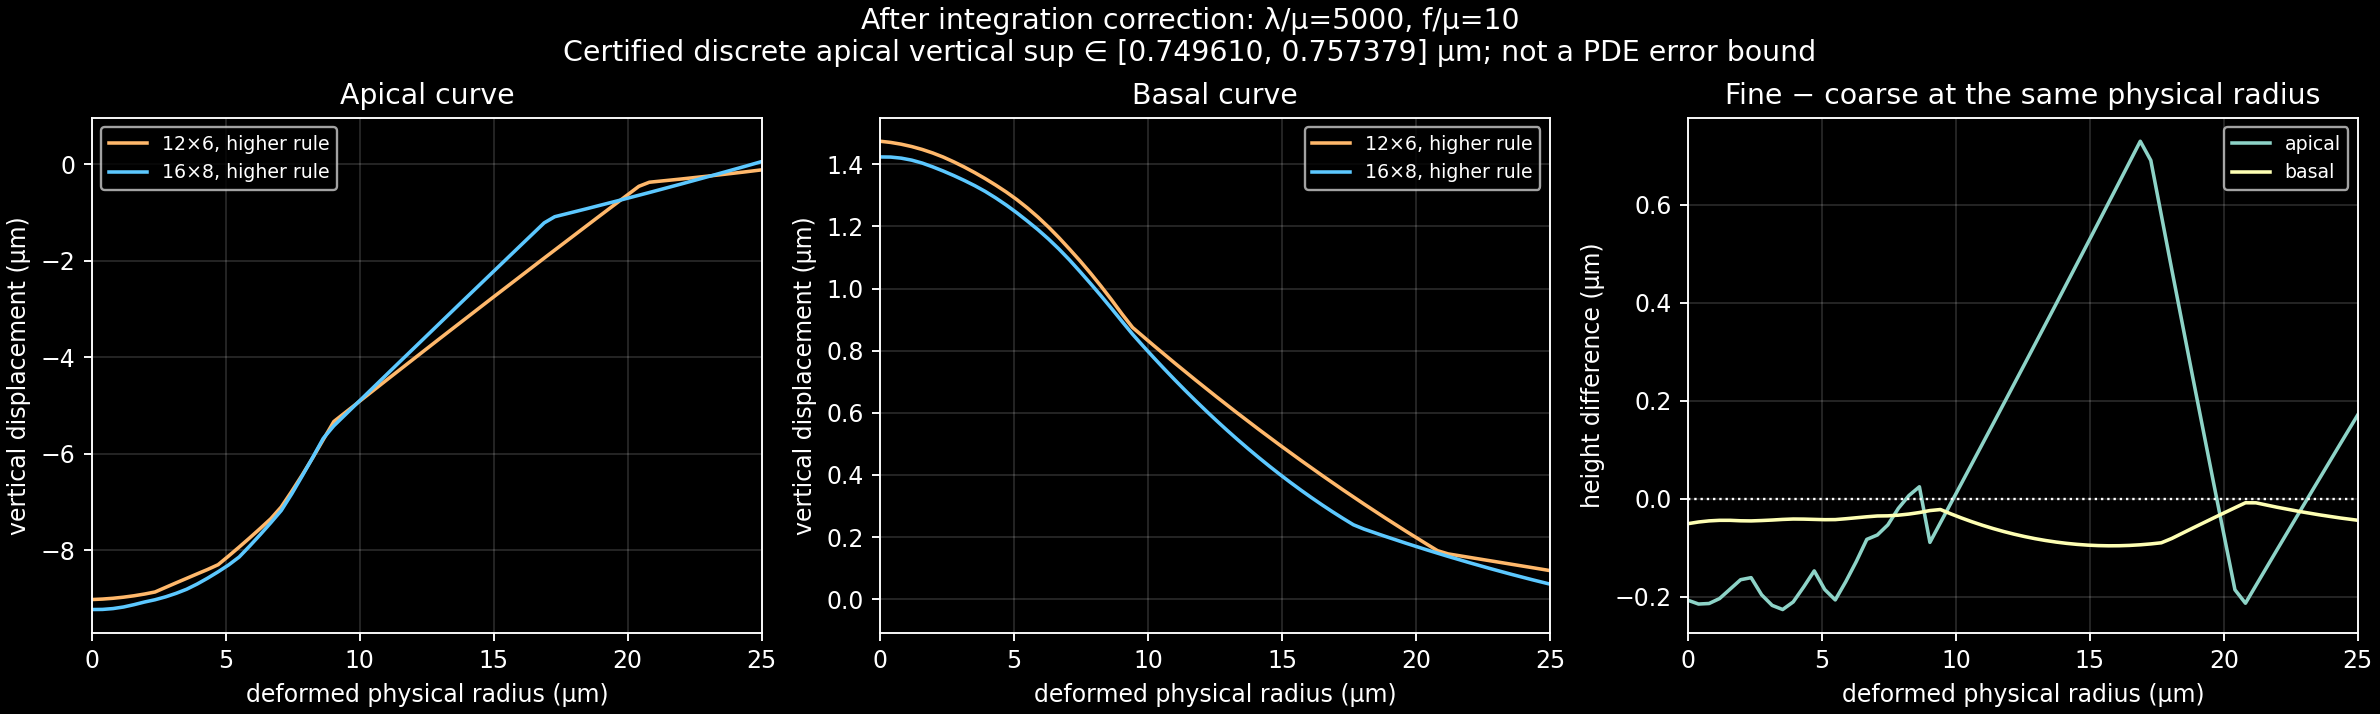 After integration correction: λ/μ=5000, f/μ=10
Certified discrete apical vertical sup ∈ [0.749610, 0.757379] μm; not a PDE error bound
Apical curve
12×6, higher rule
16×8, higher rule
0
−2
−4
−6
−8
vertical displacement (μm)
0 5 10 15 20 25
deformed physical radius (μm)
Basal curve
12×6, higher rule
16×8, higher rule
1.4
1.2
1.0
0.8
0.6
0.4
0.2
0.0
vertical displacement (μm)
0 5 10 15 20 25
deformed physical radius (μm)
Fine − coarse at the same physical radius
apical
basal
0.6
0.4
0.2
0.0
−0.2
height difference (μm)
0 5 10 15 20 25
deformed physical radius (μm)